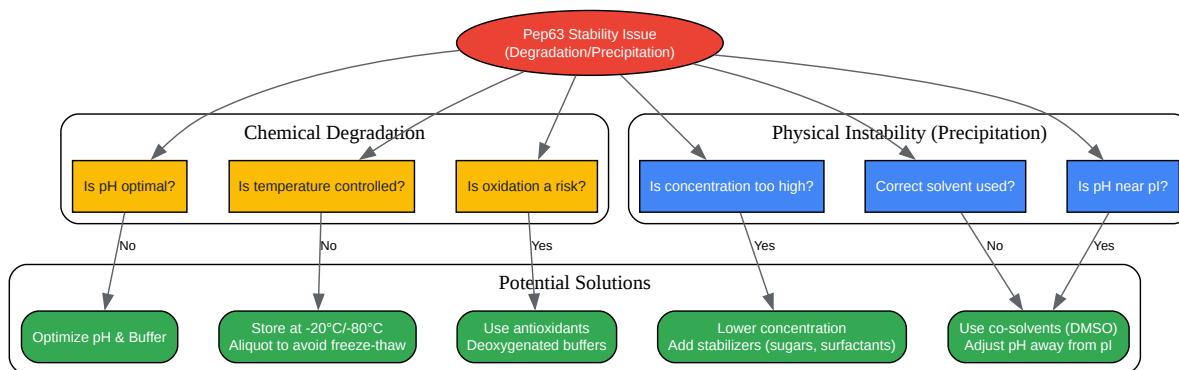 Pep63 Stability Issue
(Degradation/Precipitation)
Chemical Degradation
Physical Instability (Precipitation)
Is pH optimal?
Is temperature controlled?
Is oxidation a risk?
Is concentration too high?
Correct solvent used?
Is pH near pI?
No
No
Yes
Yes
No
Yes
Potential Solutions
Optimize pH & Buffer
Store at -20°C/-80°C
Aliquot to avoid freeze-thaw
Use antioxidants
Deoxygenated buffers
Lower concentration
Add stabilizers (sugars, surfactants)
Use co-solvents (DMSO)
Adjust pH away from pI